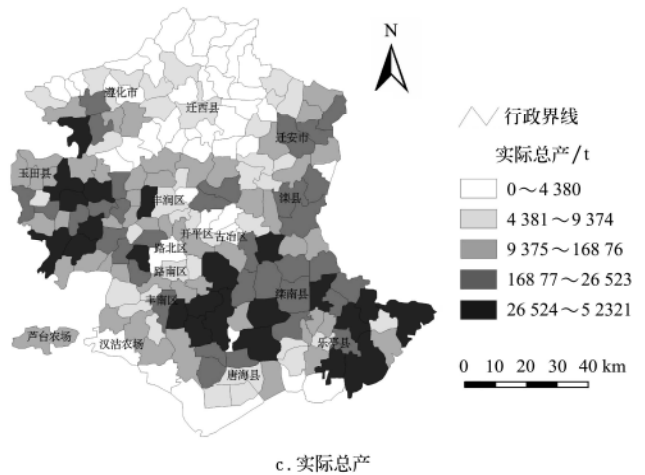 N
遵化市
迁西县
迁安市
玉田县
丰润区
滦县
开平区
古冶区
路北区
路南区
丰南区
滦南县
芦台农场
汉沽农场
乐亭县
唐海县
行政界线
实际总产/t
0～4 380
4 381～9 374
9 375～168 76
168 77～26 523
26 524～5 2321
0 10 20 30 40 km
c. 实际总产